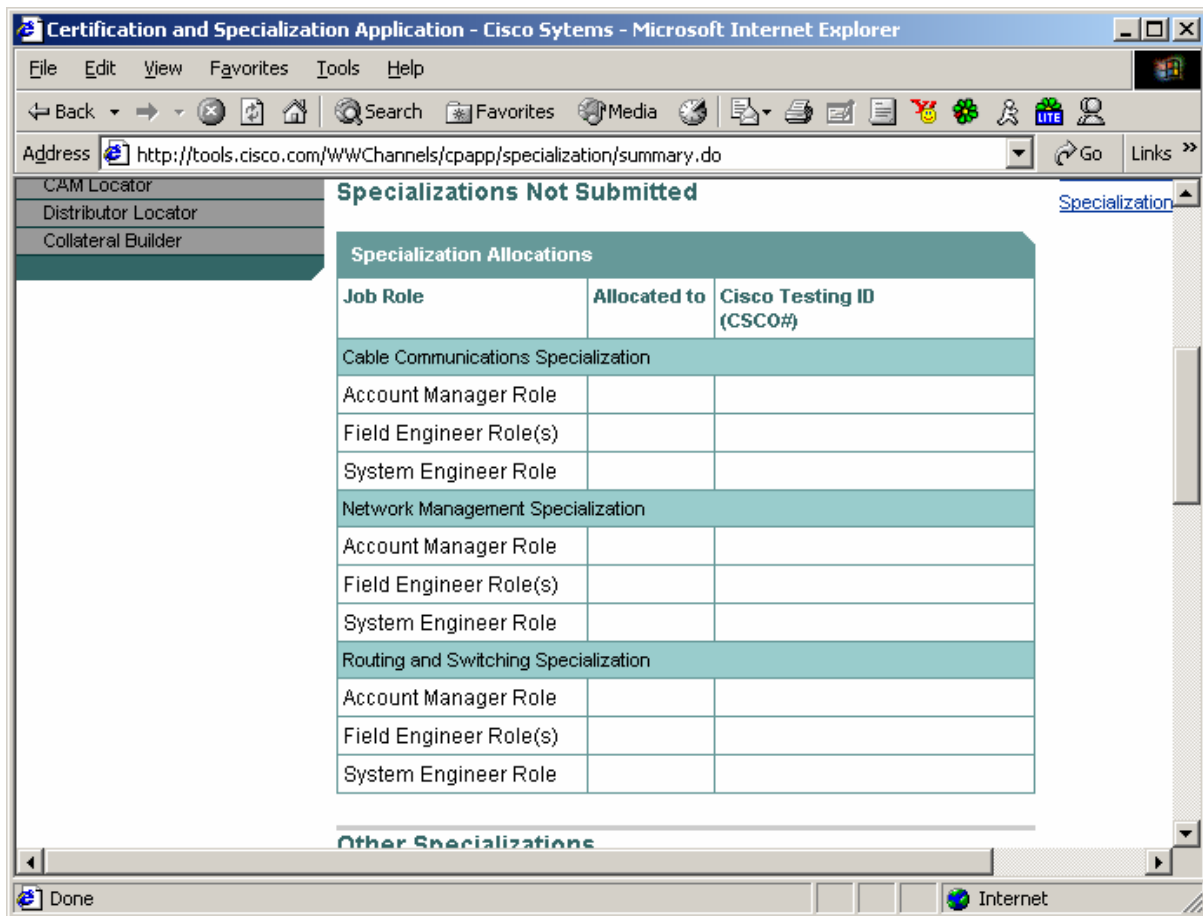 Certification and Specialization Application - Cisco Sytems - Microsoft Internet Explorer
File Edit View Favorites Tools Help
Back Search Favorites Media LITE
Address http://tools.cisco.com/WWChannels/cpapp/specialization/summary.do Go Links »
CAM Locator
Distributor Locator
Collateral Builder
Specializations Not Submitted
Specialization
Specialization Allocations
Job Role Allocated to Cisco Testing ID
(CSCO#)
Cable Communications Specialization
Account Manager Role
Field Engineer Role(s)
System Engineer Role
Network Management Specialization
Account Manager Role
Field Engineer Role(s)
System Engineer Role
Routing and Switching Specialization
Account Manager Role
Field Engineer Role(s)
System Engineer Role
Other Specializations
Done Internet